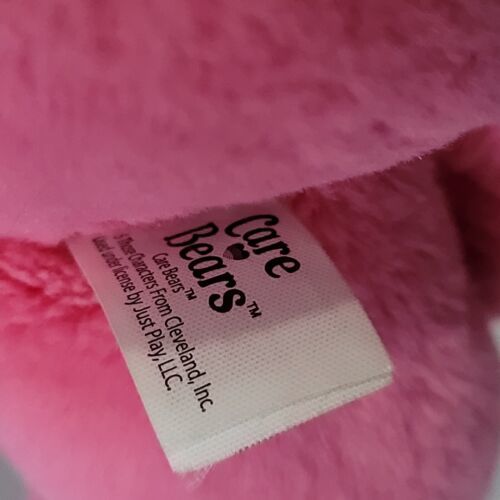 Care
Bears™
Care Bears™
s Those Characters From Cleveland, Inc.
used under license by Just Play, LLC.